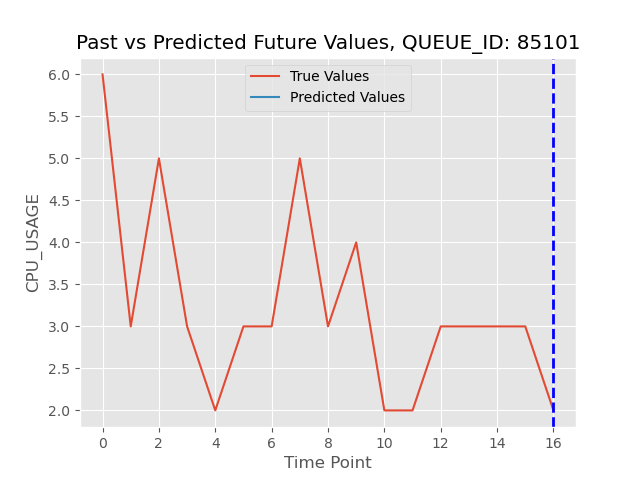 Past vs Predicted Future Values, QUEUE_ID: 85101
True Values
Predicted Values
6.0
5.5
5.0
4.5
4.0
3.5
3.0
2.5
2.0
CPU_USAGE
0 2 4 6 8 10 12 14 16
Time Point